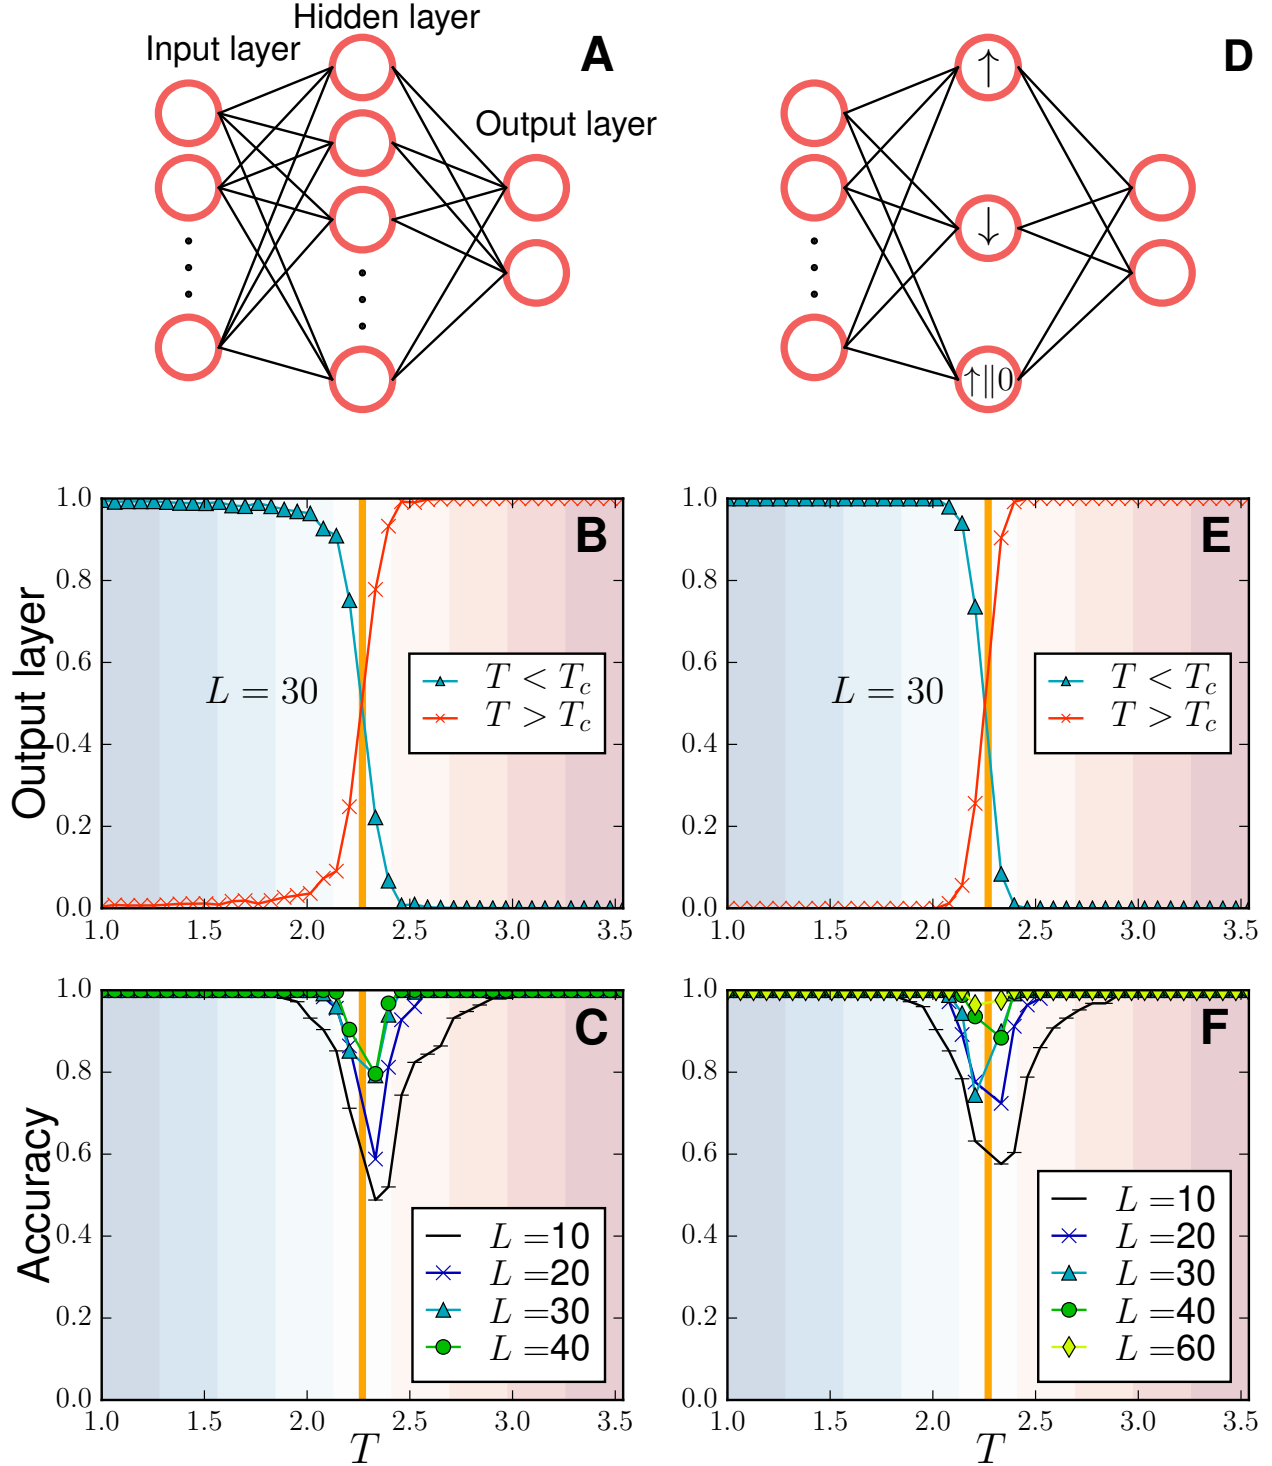 Hidden layer
Input layer
A
Output layer
D
↑
↓
↑||0
Output layer
1.0
0.8
0.6
0.4
0.2
0.0
B
L = 30
T < T_c
T > T_c
1.0 1.5 2.0 2.5 3.0 3.5
1.0
0.8
0.6
0.4
0.2
0.0
E
L = 30
T < T_c
T > T_c
1.0 1.5 2.0 2.5 3.0 3.5
Accuracy
1.0
0.8
0.6
0.4
0.2
0.0
C
L =10
L =20
L =30
L =40
1.0 1.5 2.0 2.5 3.0 3.5
T
1.0
0.8
0.6
0.4
0.2
0.0
F
L =10
L =20
L =30
L =40
L =60
1.0 1.5 2.0 2.5 3.0 3.5
T